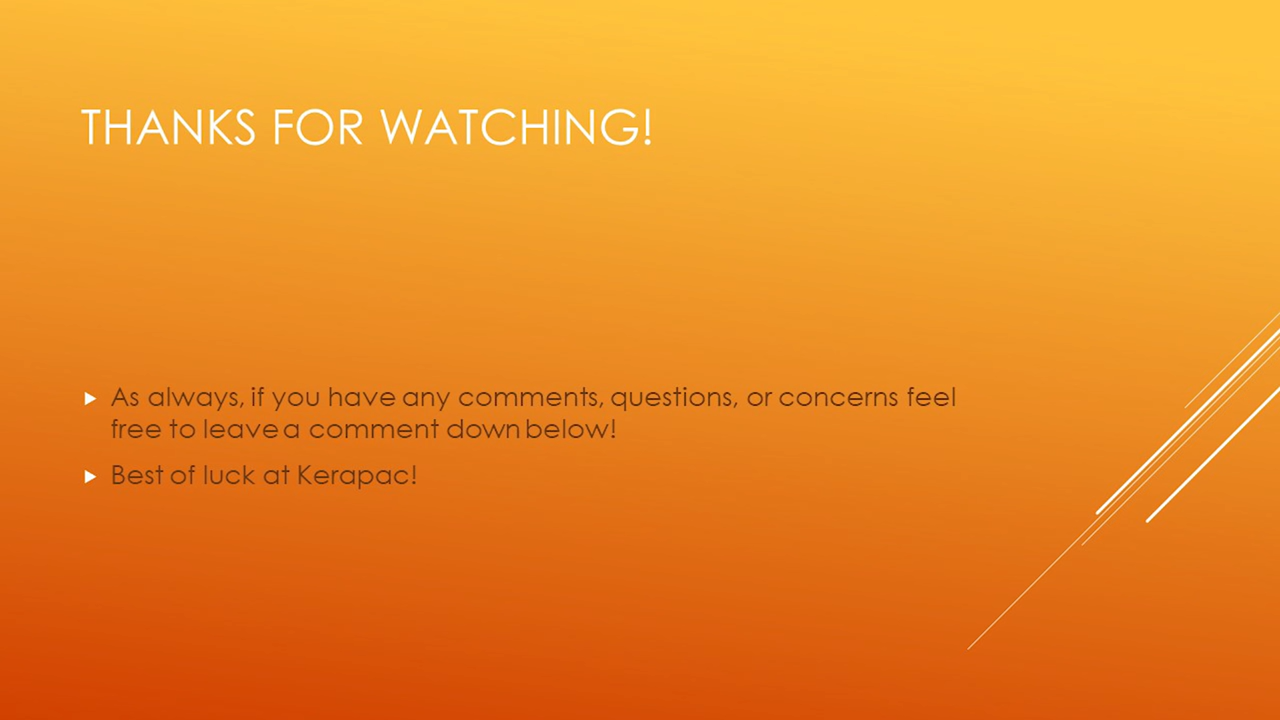 THANKS FOR WATCHING!
As always, if you have any comments, questions, or concerns feel
free to leave a comment down below!
Best of luck at Kerapac!